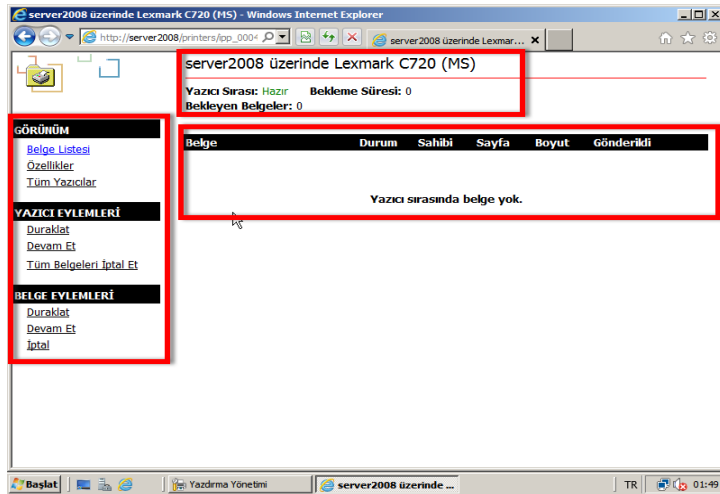 server2008 üzerinde Lexmark C720 (MS) - Windows Internet Explorer
http://server2008/printers/ipp_0004
server2008 üzerinde Lexmar...
server2008 üzerinde Lexmark C720 (MS)
Yazıcı Sırası: Hazır Bekleme Süresi: 0
Bekleyen Belgeler: 0
GÖRÜNÜM
Belge Listesi
Özellikler
Tüm Yazıcılar
YAZICI EYLEMLERİ
Duraklat
Devam Et
Tüm Belgeleri İptal Et
BELGE EYLEMLERİ
Duraklat
Devam Et
İptal
Belge Durum Sahibi Sayfa Boyut Gönderildi
Yazıcı sırasında belge yok.
Başlat
Yazdırma Yönetimi
server2008 üzerinde ...
TR
01:49